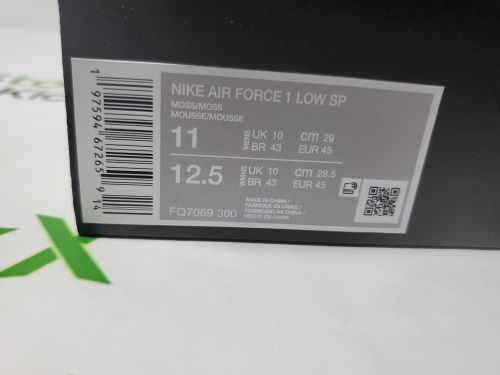 NIKE AIR FORCE 1 LOW SP
MOSS/MOSS
MOUSSE/MOUSSE
11 MENS UK 10 cm 29
BR 43 EUR 45
12.5 WMNS UK 10 cm 29.5
BR 43 EUR 45
FQ7069 300
MADE IN CHINA /
FABRIQUÉ EN CHINE /
FABRICADO NA CHINA /
HECHO EN CHINA
1 97594 67265 9 14
X